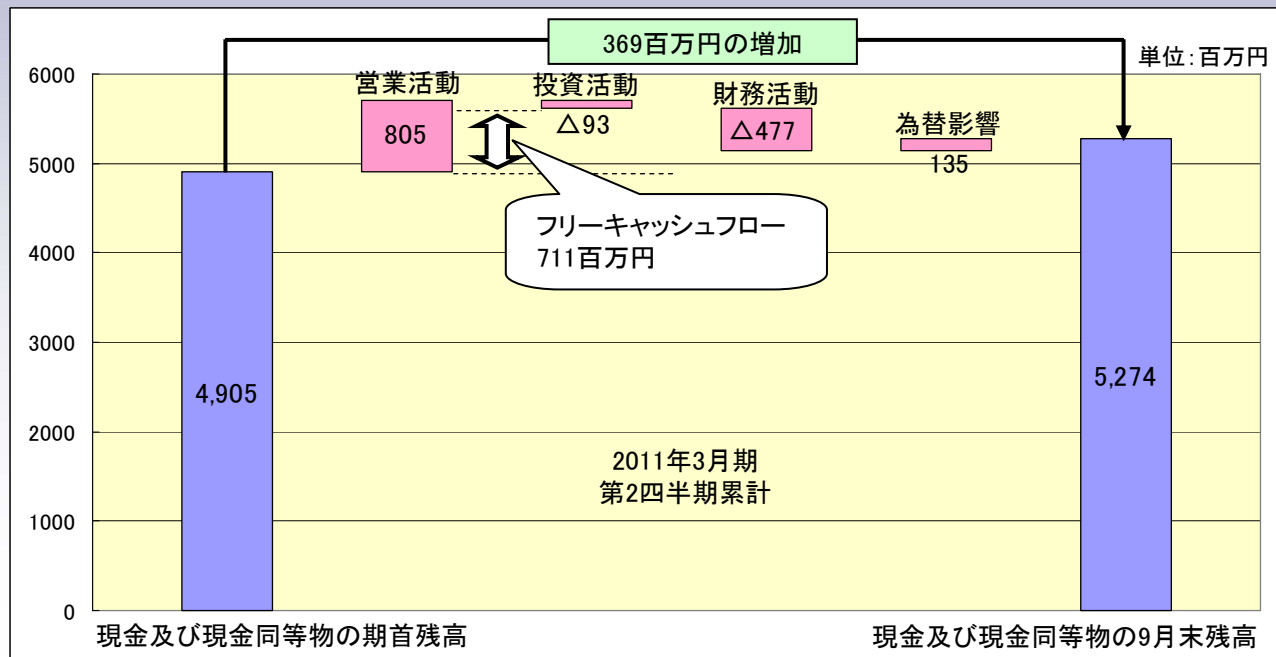 369百万円の増加
単位：百万円
6000
5000
4000
3000
2000
1000
0
営業活動
805
投資活動
△93
財務活動
△477
為替影響
135
フリーキャッシュフロー
711百万円
4,905
5,274
2011年3月期
第2四半期累計
現金及び現金同等物の期首残高
現金及び現金同等物の9月末残高